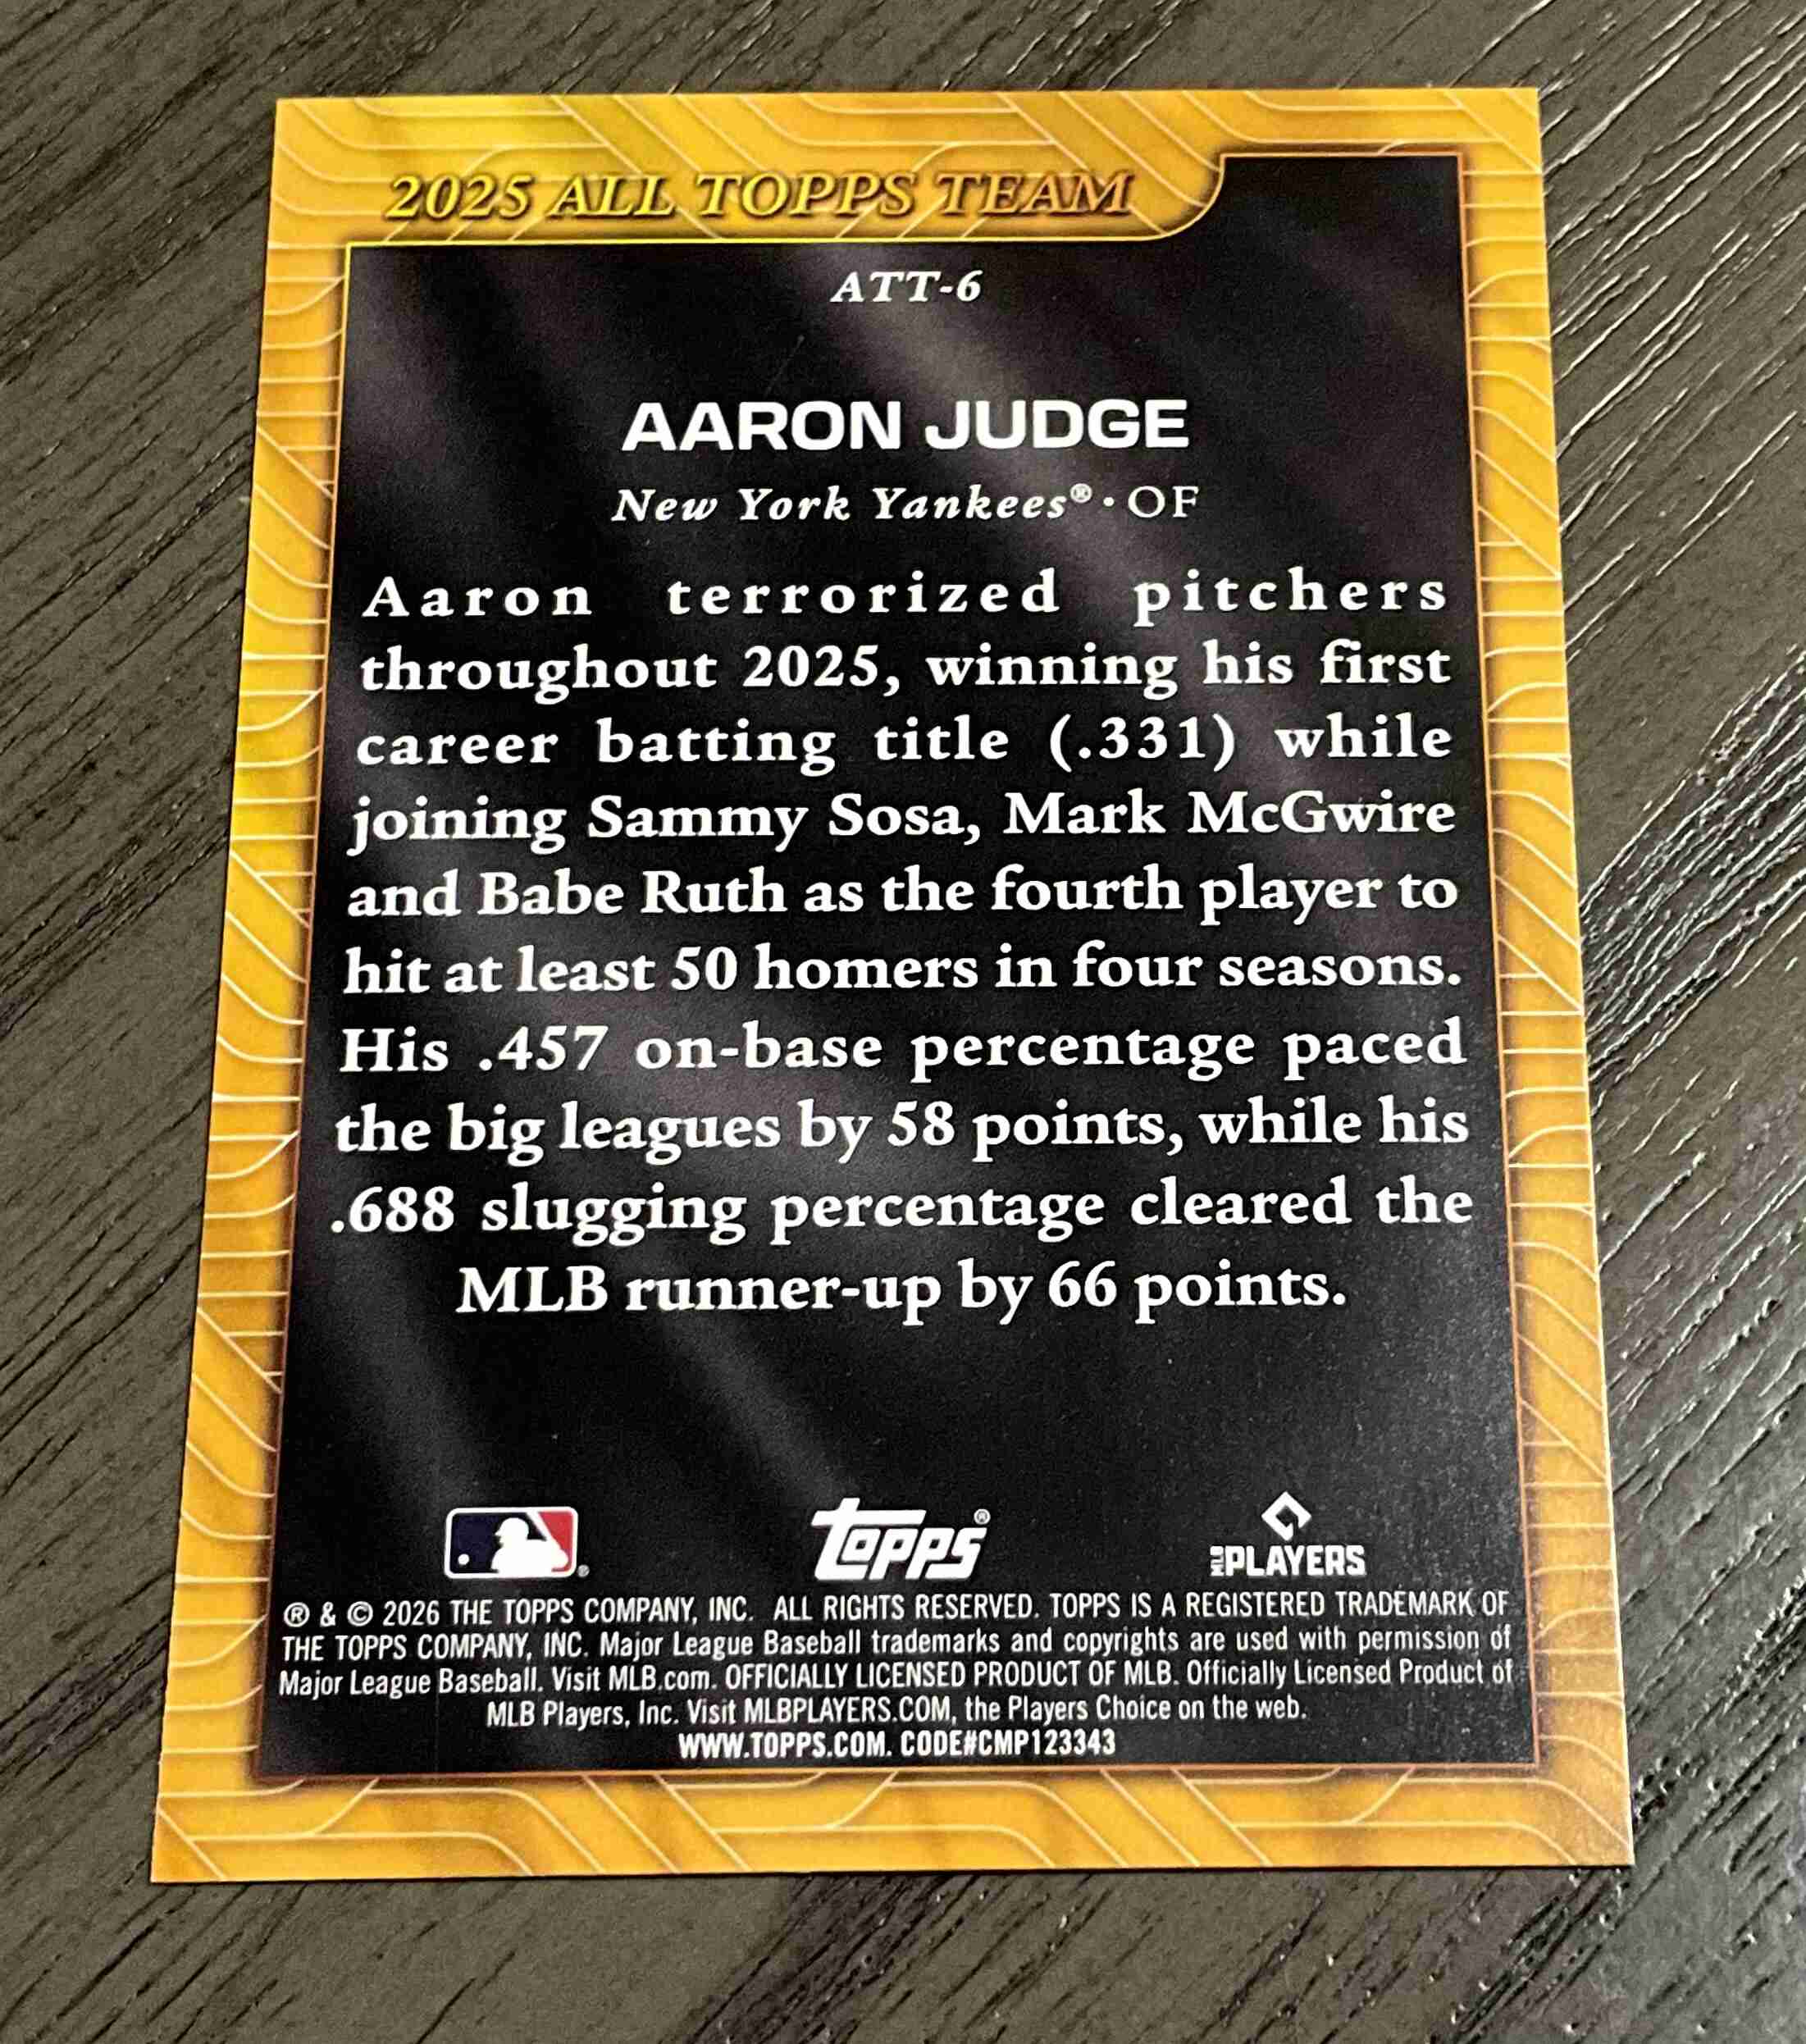 2025 ALL TOPPS TEAM
ATT-6
AARON JUDGE
New York Yankees® · OF
Aaron terrorized pitchers
throughout 2025, winning his first
career batting title (.331) while
joining Sammy Sosa, Mark McGwire
and Babe Ruth as the fourth player to
hit at least 50 homers in four seasons.
His .457 on-base percentage paced
the big leagues by 58 points, while his
.688 slugging percentage cleared the
MLB runner-up by 66 points.
topps®
MLB PLAYERS
® & © 2026 THE TOPPS COMPANY, INC. ALL RIGHTS RESERVED. TOPPS IS A REGISTERED TRADEMARK OF
THE TOPPS COMPANY, INC. Major League Baseball trademarks and copyrights are used with permission of
Major League Baseball. Visit MLB.com. OFFICIALLY LICENSED PRODUCT OF MLB. Officially Licensed Product of
MLB Players, Inc. Visit MLBPLAYERS.COM, the Players Choice on the web.
WWW.TOPPS.COM. CODE#CMP123343